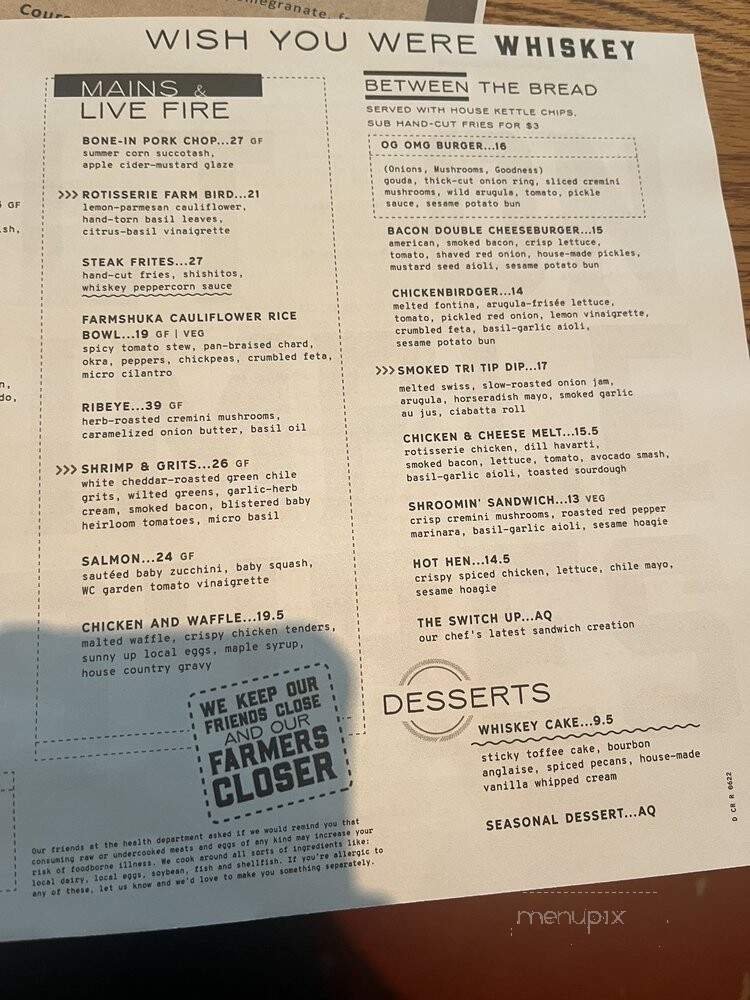 Cour
omegranate, f
WISH YOU WERE WHISKEY
MAINS &
LIVE FIRE
BONE-IN PORK CHOP...27 GF
summer corn succotash,
apple cider-mustard glaze
>>> ROTISSERIE FARM BIRD...21
lemon-parmesan cauliflower,
hand-torn basil leaves,
citrus-basil vinaigrette
GF
sh,
STEAK FRITES...27
hand-cut fries, shishitos,
whiskey peppercorn sauce
FARMSHUKA CAULIFLOWER RICE
BOWL...19 GF | VEG
spicy tomato stew, pan-braised chard,
okra, peppers, chickpeas, crumbled feta,
micro cilantro
n,
do,
RIBEYE...39 GF
herb-roasted cremini mushrooms,
caramelized onion butter, basil oil
>>> SHRIMP & GRITS...26 GF
white cheddar-roasted green chile
grits, wilted greens, garlic-herb
cream, smoked bacon, blistered baby
heirloom tomatoes, micro basil
SALMON...24 GF
sautéed baby zucchini, baby squash,
WC garden tomato vinaigrette
CHICKEN AND WAFFLE...19.5
malted waffle, crispy chicken tenders,
sunny up local eggs, maple syrup,
house country gravy
WE KEEP OUR
FRIENDS CLOSE
AND OUR
FARMERS
CLOSER
Our friends at the health department asked if we would remind you that
consuming raw or undercooked meats and eggs of any kind may increase your
risk of foodborne illness. We cook around all sorts of ingredients like:
local dairy, local eggs, soybean, fish and shellfish. If you're allergic to
any of these, let us know and we'd love to make you something separately.
BETWEEN THE BREAD
SERVED WITH HOUSE KETTLE CHIPS,
SUB HAND-CUT FRIES FOR $3
OG OMG BURGER...16
(Onions, Mushrooms, Goodness)
gouda, thick-cut onion ring, sliced cremini
mushrooms, wild arugula, tomato, pickle
sauce, sesame potato bun
BACON DOUBLE CHEESEBURGER...15
american, smoked bacon, crisp lettuce,
tomato, shaved red onion, house-made pickles,
mustard seed aioli, sesame potato bun
CHICKENBIRDGER...14
melted fontina, arugula-frisée lettuce,
tomato, pickled red onion, lemon vinaigrette,
crumbled feta, basil-garlic aioli,
sesame potato bun
>>> SMOKED TRI TIP DIP...17
melted swiss, slow-roasted onion jam,
arugula, horseradish mayo, smoked garlic
au jus, ciabatta roll
CHICKEN & CHEESE MELT...15.5
rotisserie chicken, dill havarti,
smoked bacon, lettuce, tomato, avocado smash,
basil-garlic aioli, toasted sourdough
SHROOMIN' SANDWICH...13 VEG
crisp cremini mushrooms, roasted red pepper
marinara, basil-garlic aioli, sesame hoagie
HOT HEN...14.5
crispy spiced chicken, lettuce, chile mayo,
sesame hoagie
THE SWITCH UP...AQ
our chef's latest sandwich creation
DESSERTS
WHISKEY CAKE...9.5
sticky toffee cake, bourbon
anglaise, spiced pecans, house-made
vanilla whipped cream
SEASONAL DESSERT...AQ
D CR R 0622
menupix